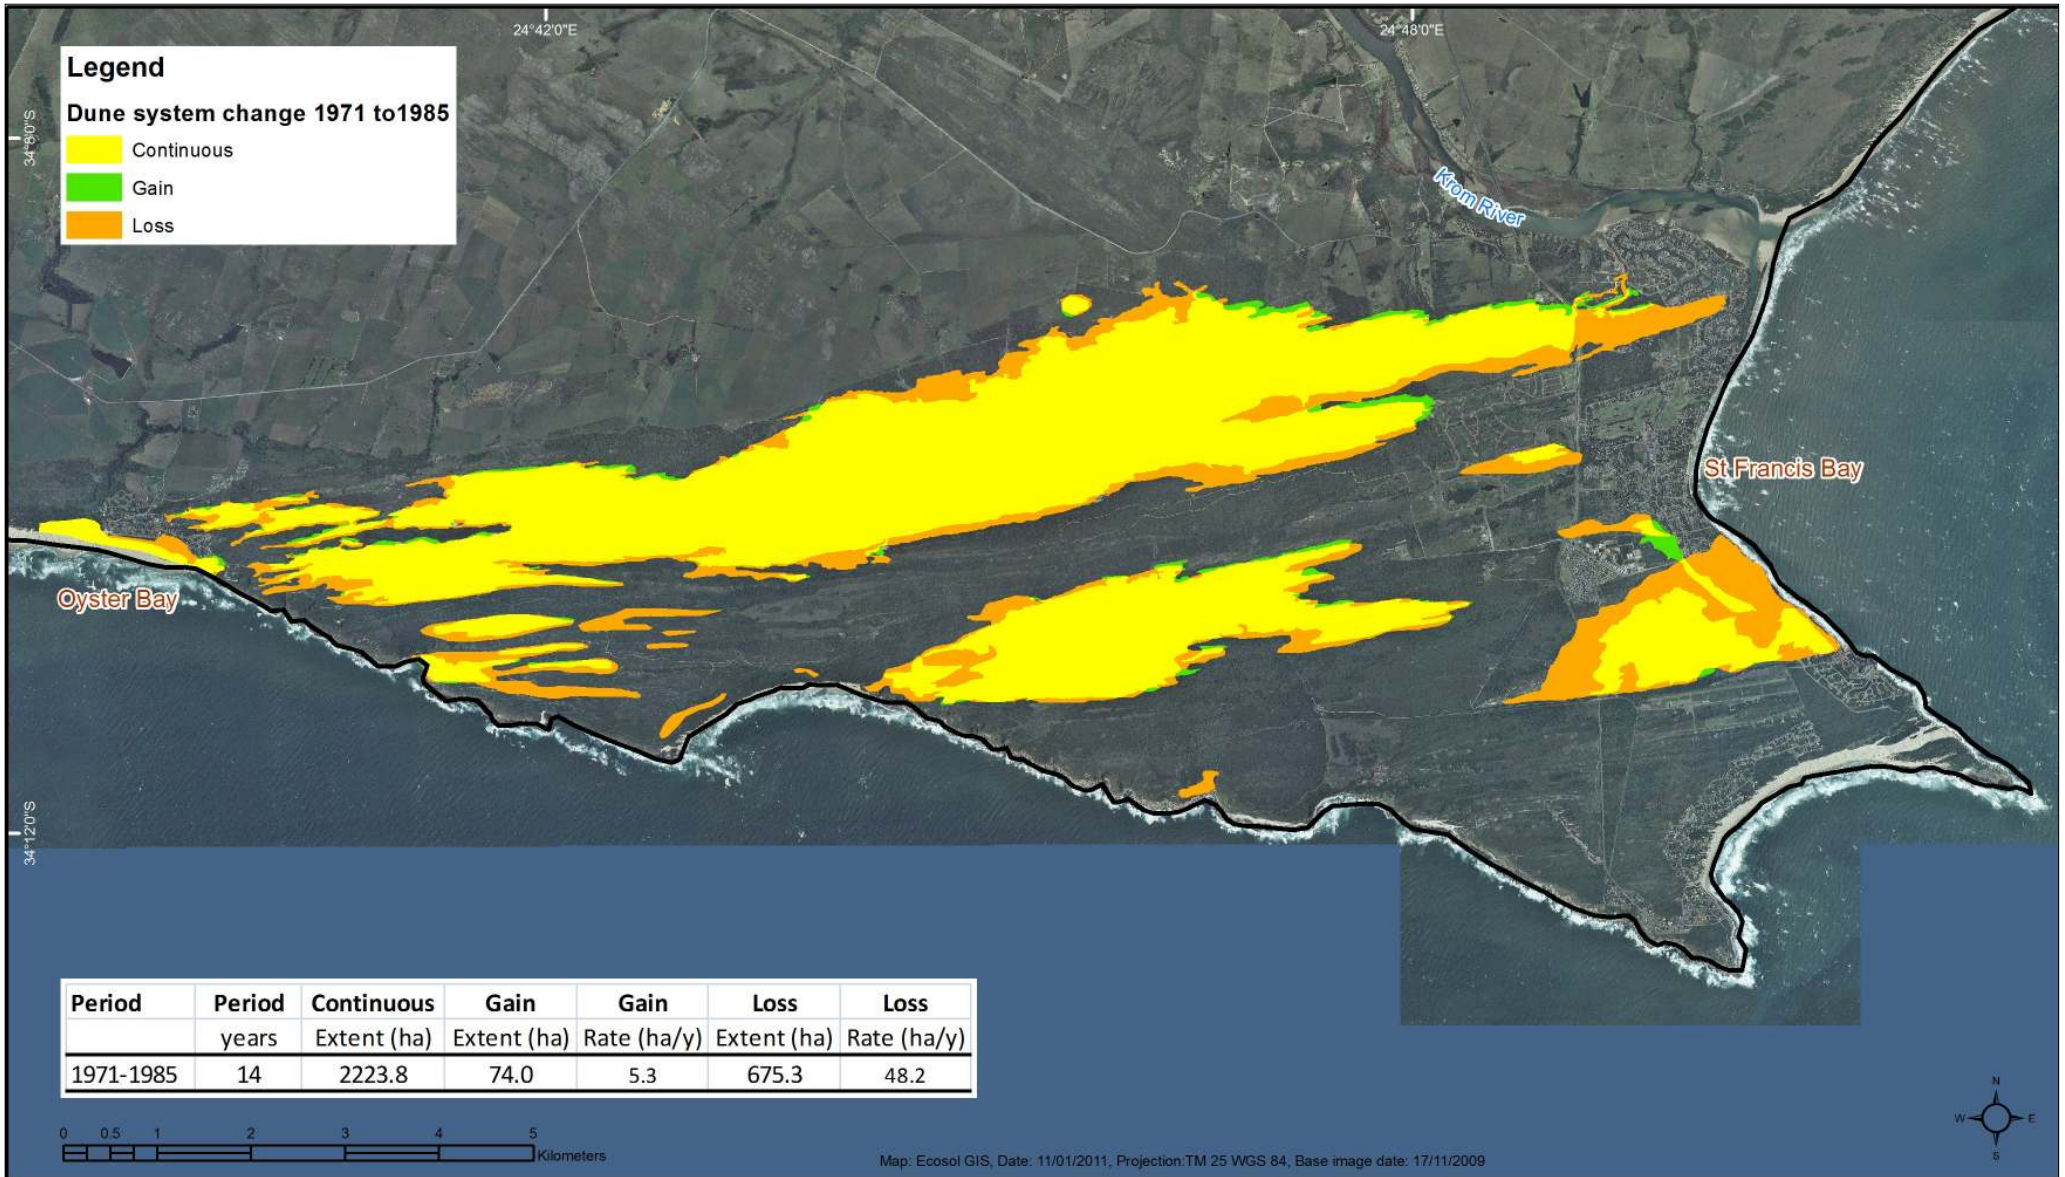 24°42'0"E
24°48'0"E
Legend
Dune system change 1971 to1985
Continuous
Gain
Loss
34°8'0"S
Krom River
St Francis Bay
Oyster Bay
34°12'0"S
Period Period Continuous Gain Gain Loss Loss
years Extent (ha) Extent (ha) Rate (ha/y) Extent (ha) Rate (ha/y)
1971-1985 14 2223.8 74.0 5.3 675.3 48.2
0 0.5 1 2 3 4 5
Kilometers
Map: Ecosol GIS, Date: 11/01/2011, Projection:TM 25 WGS 84, Base image date: 17/11/2009
N
W E
S